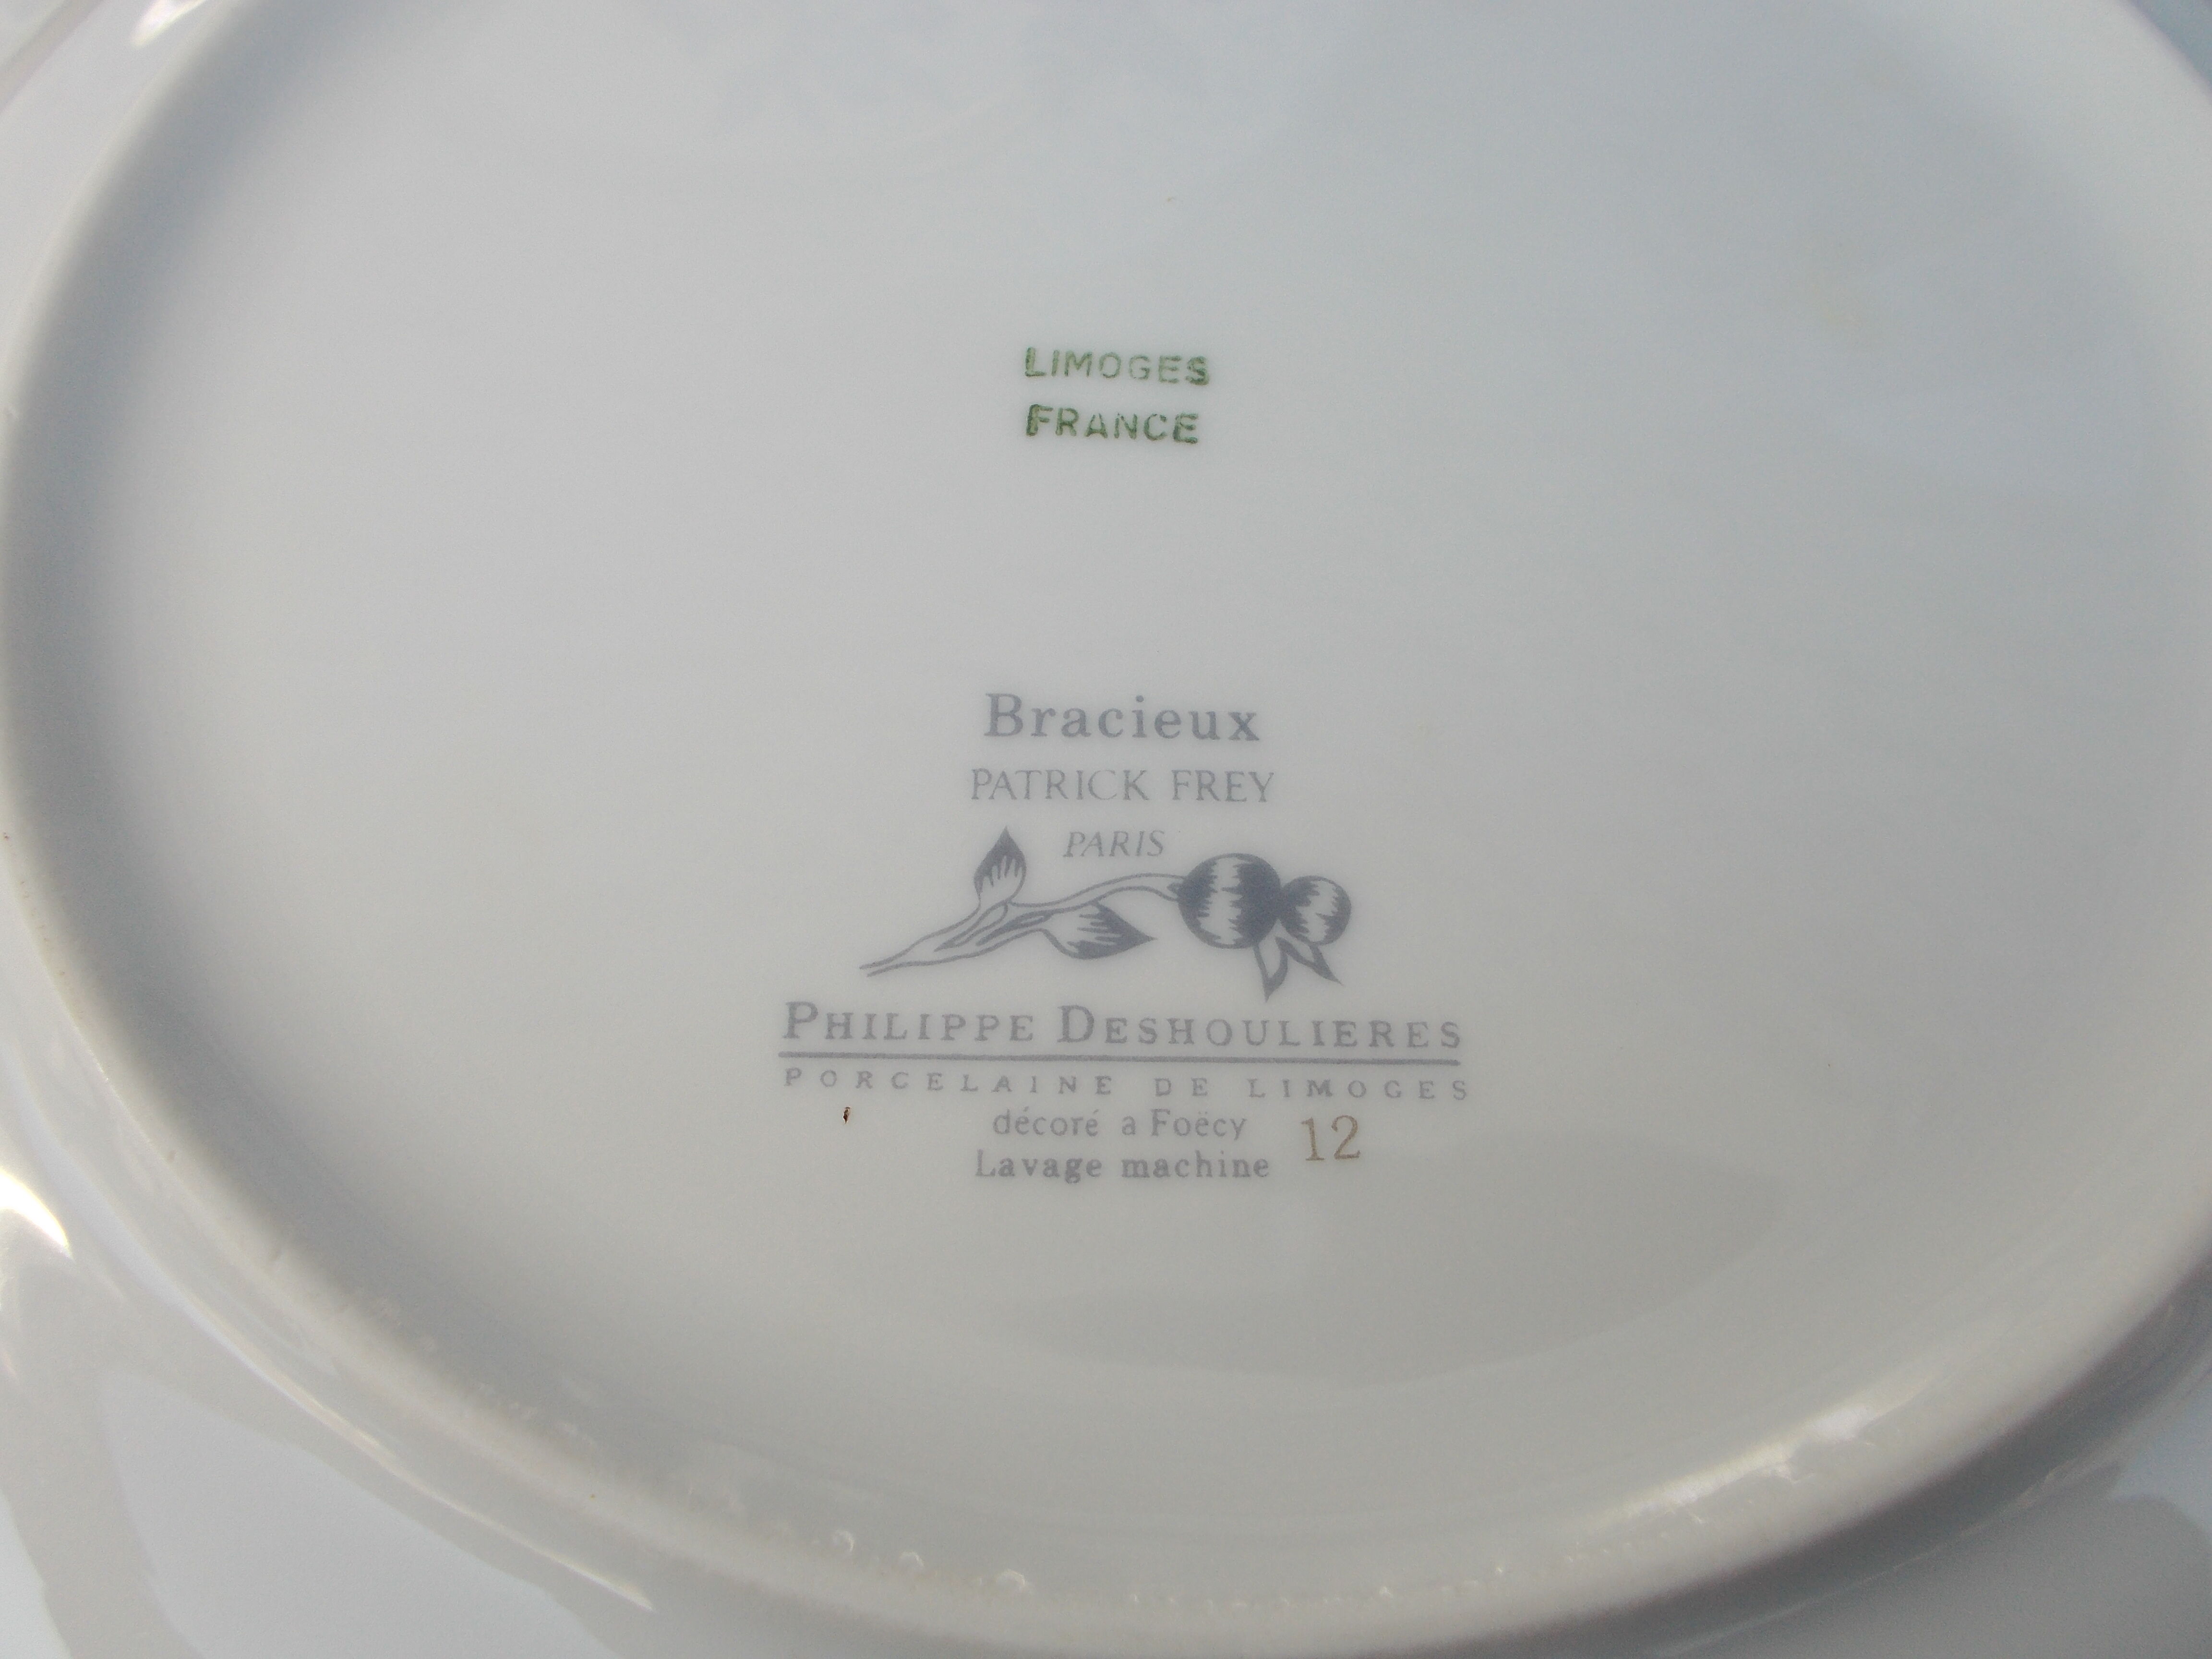 LIMOGES
FRANCE
Bracieux
PATRICK FREY
PARIS
PHILIPPE DESHOULIERES
PORCELAINE DE LIMOGES
décoré a Foëcy
Lavage machine 12